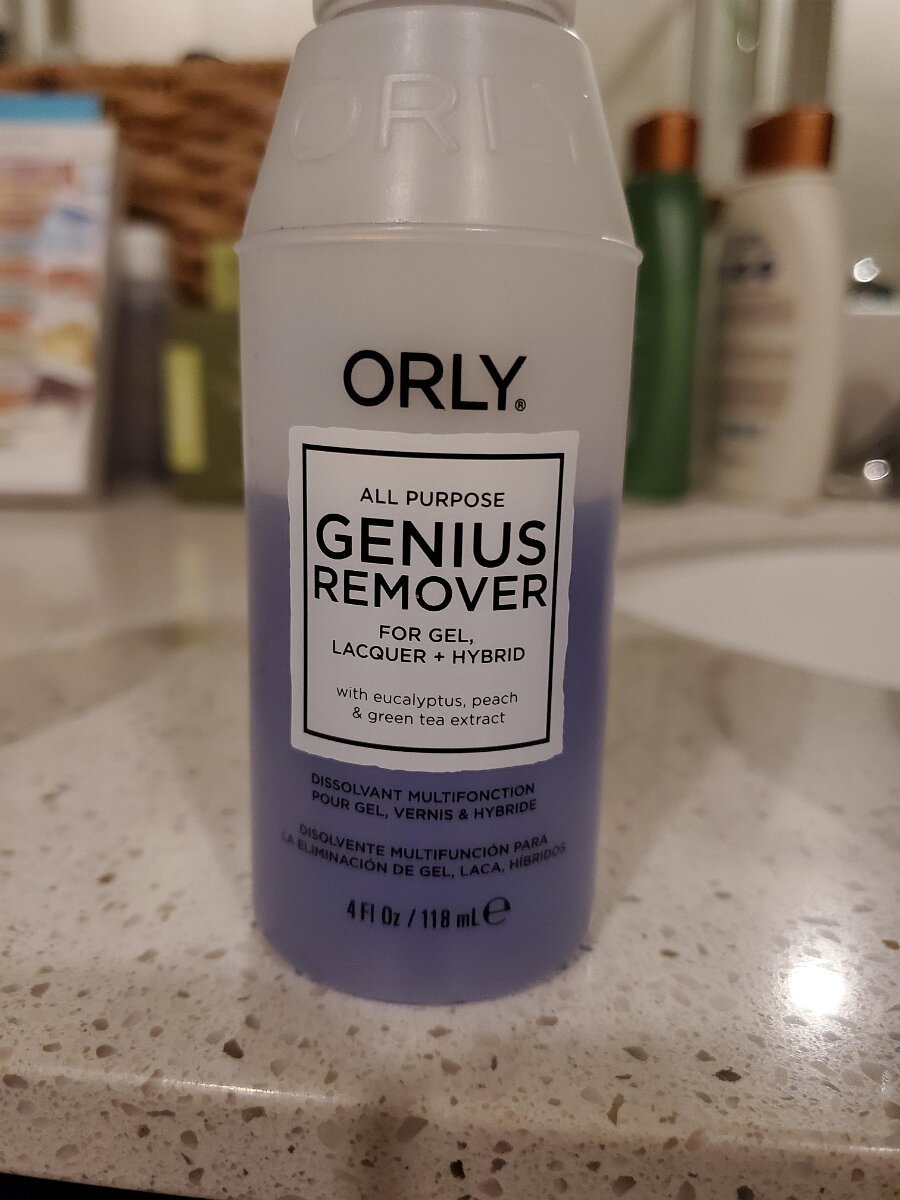 ORLY
ORLY®
ALL PURPOSE
GENIUS
REMOVER
FOR GEL,
LACQUER + HYBRID
with eucalyptus, peach
& green tea extract
DISSOLVANT MULTIFONCTION
POUR GEL, VERNIS & HYBRIDE
DISOLVENTE MULTIFUNCIÓN PARA
LA ELIMINACIÓN DE GEL, LACA, HÍBRIDOS
4 Fl Oz / 118 mL ℮